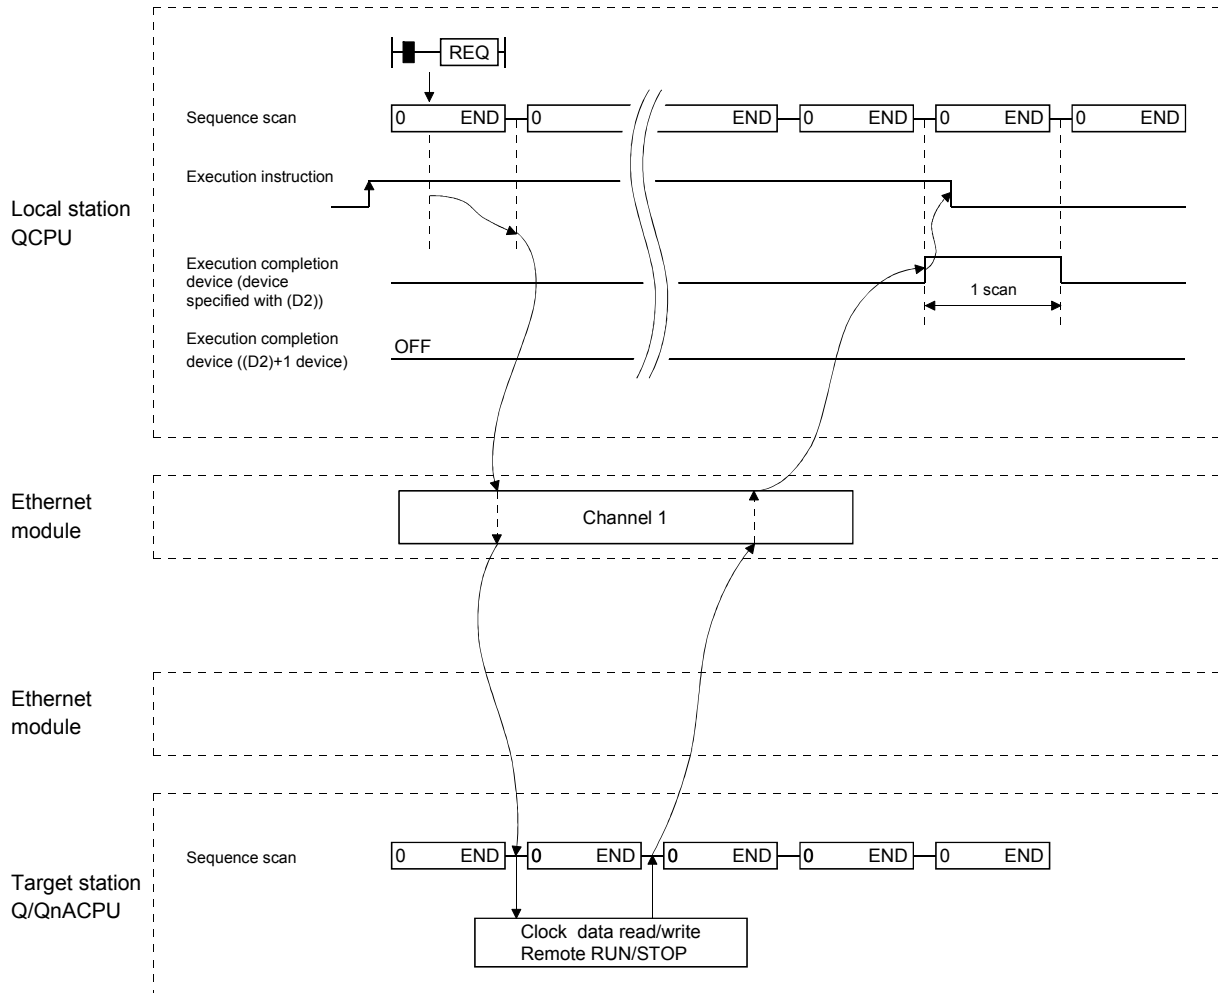 REQ
Sequence scan
0 END 0 END 0 END 0 END 0 END
Execution instruction
Local station
QCPU
Execution completion
device (device
specified with (D2))
1 scan
Execution completion
device ((D2)+1 device)
OFF
Ethernet
module
Channel 1
Ethernet
module
Sequence scan
0 END 0 END 0 END 0 END 0 END
Target station
Q/QnACPU
Clock data read/write
Remote RUN/STOP